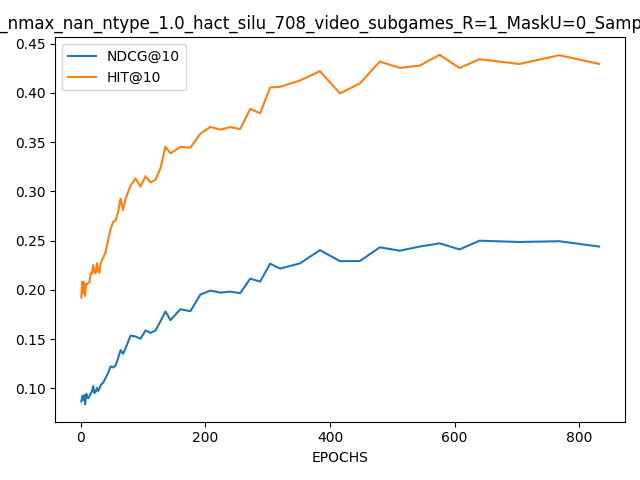 _nmax_nan_ntype_1.0_hact_silu_708_video_subgames_R=1_MaskU=0_Samp
NDCG@10
HIT@10
0.45
0.40
0.35
0.30
0.25
0.20
0.15
0.10
0 200 400 600 800
EPOCHS